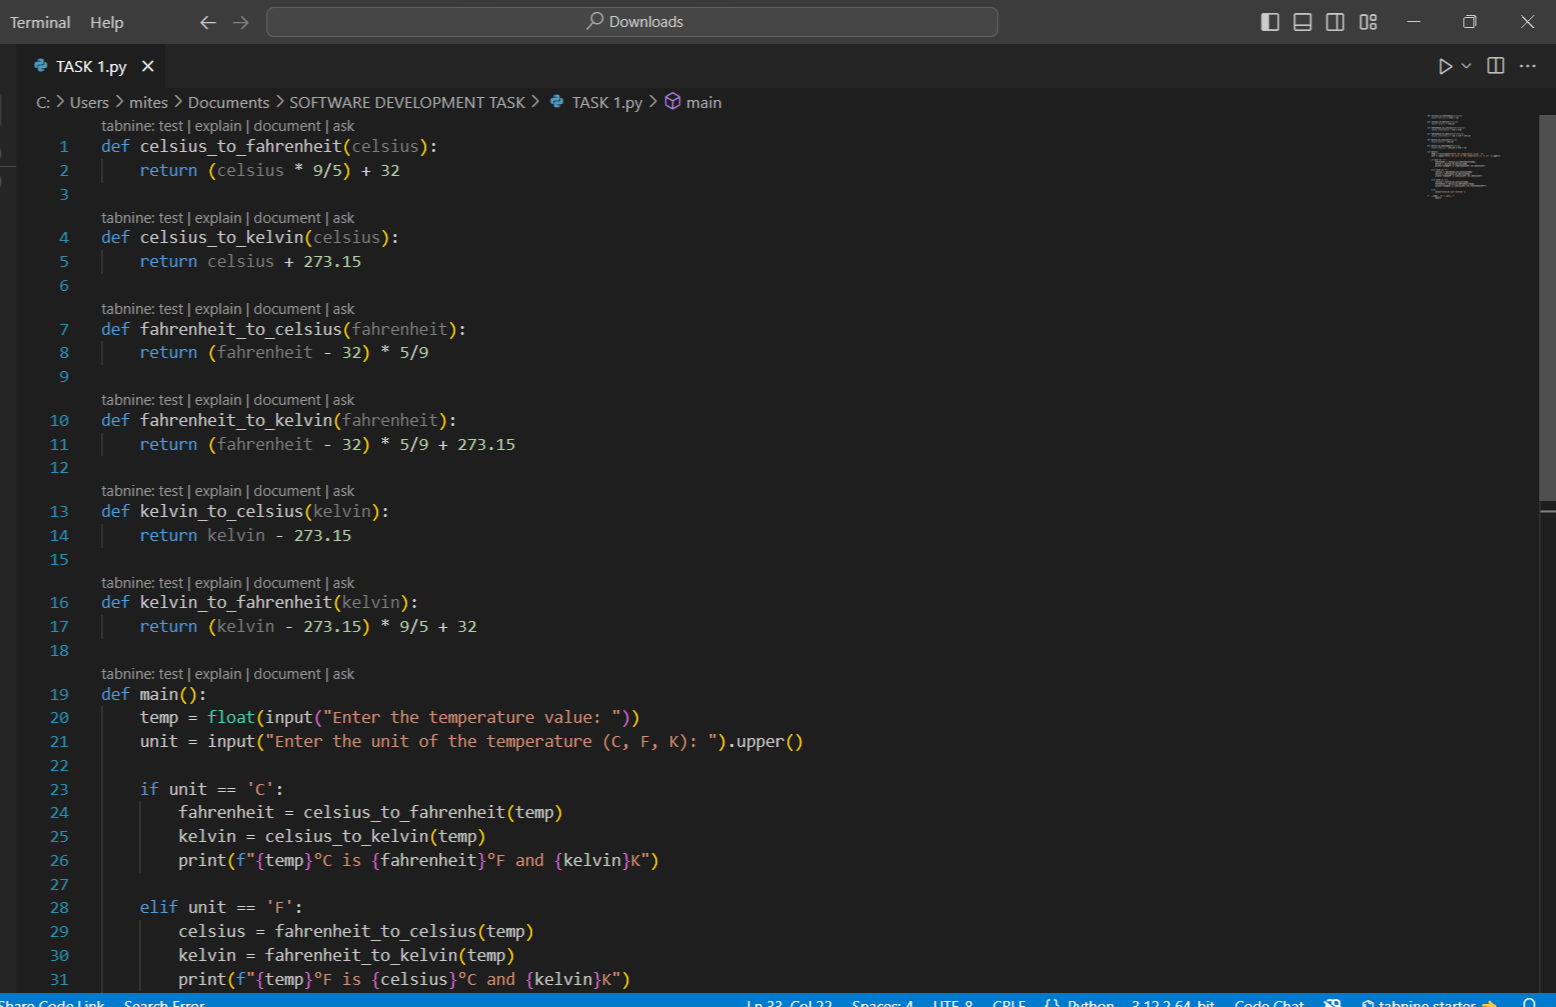 Terminal Help Downloads
TASK 1.py
C: > Users > mites > Documents > SOFTWARE DEVELOPMENT TASK > TASK 1.py > main
tabnine: test | explain | document | ask
1 def celsius_to_fahrenheit(celsius):
2     return (celsius * 9/5) + 32
3
tabnine: test | explain | document | ask
4 def celsius_to_kelvin(celsius):
5     return celsius + 273.15
6
tabnine: test | explain | document | ask
7 def fahrenheit_to_celsius(fahrenheit):
8     return (fahrenheit - 32) * 5/9
9
tabnine: test | explain | document | ask
10 def fahrenheit_to_kelvin(fahrenheit):
11     return (fahrenheit - 32) * 5/9 + 273.15
12
tabnine: test | explain | document | ask
13 def kelvin_to_celsius(kelvin):
14     return kelvin - 273.15
15
tabnine: test | explain | document | ask
16 def kelvin_to_fahrenheit(kelvin):
17     return (kelvin - 273.15) * 9/5 + 32
18
tabnine: test | explain | document | ask
19 def main():
20     temp = float(input("Enter the temperature value: "))
21     unit = input("Enter the unit of the temperature (C, F, K): ").upper()
22
23     if unit == 'C':
24         fahrenheit = celsius_to_fahrenheit(temp)
25         kelvin = celsius_to_kelvin(temp)
26         print(f"{temp}°C is {fahrenheit}°F and {kelvin}K")
27
28     elif unit == 'F':
29         celsius = fahrenheit_to_celsius(temp)
30         kelvin = fahrenheit_to_kelvin(temp)
31         print(f"{temp}°F is {celsius}°C and {kelvin}K")
Share Code Link Search Error Ln 33, Col 22 Spaces: 4 UTF-8 CRLF {} Python 3.12.2 64-bit Code Chat tabnine starter